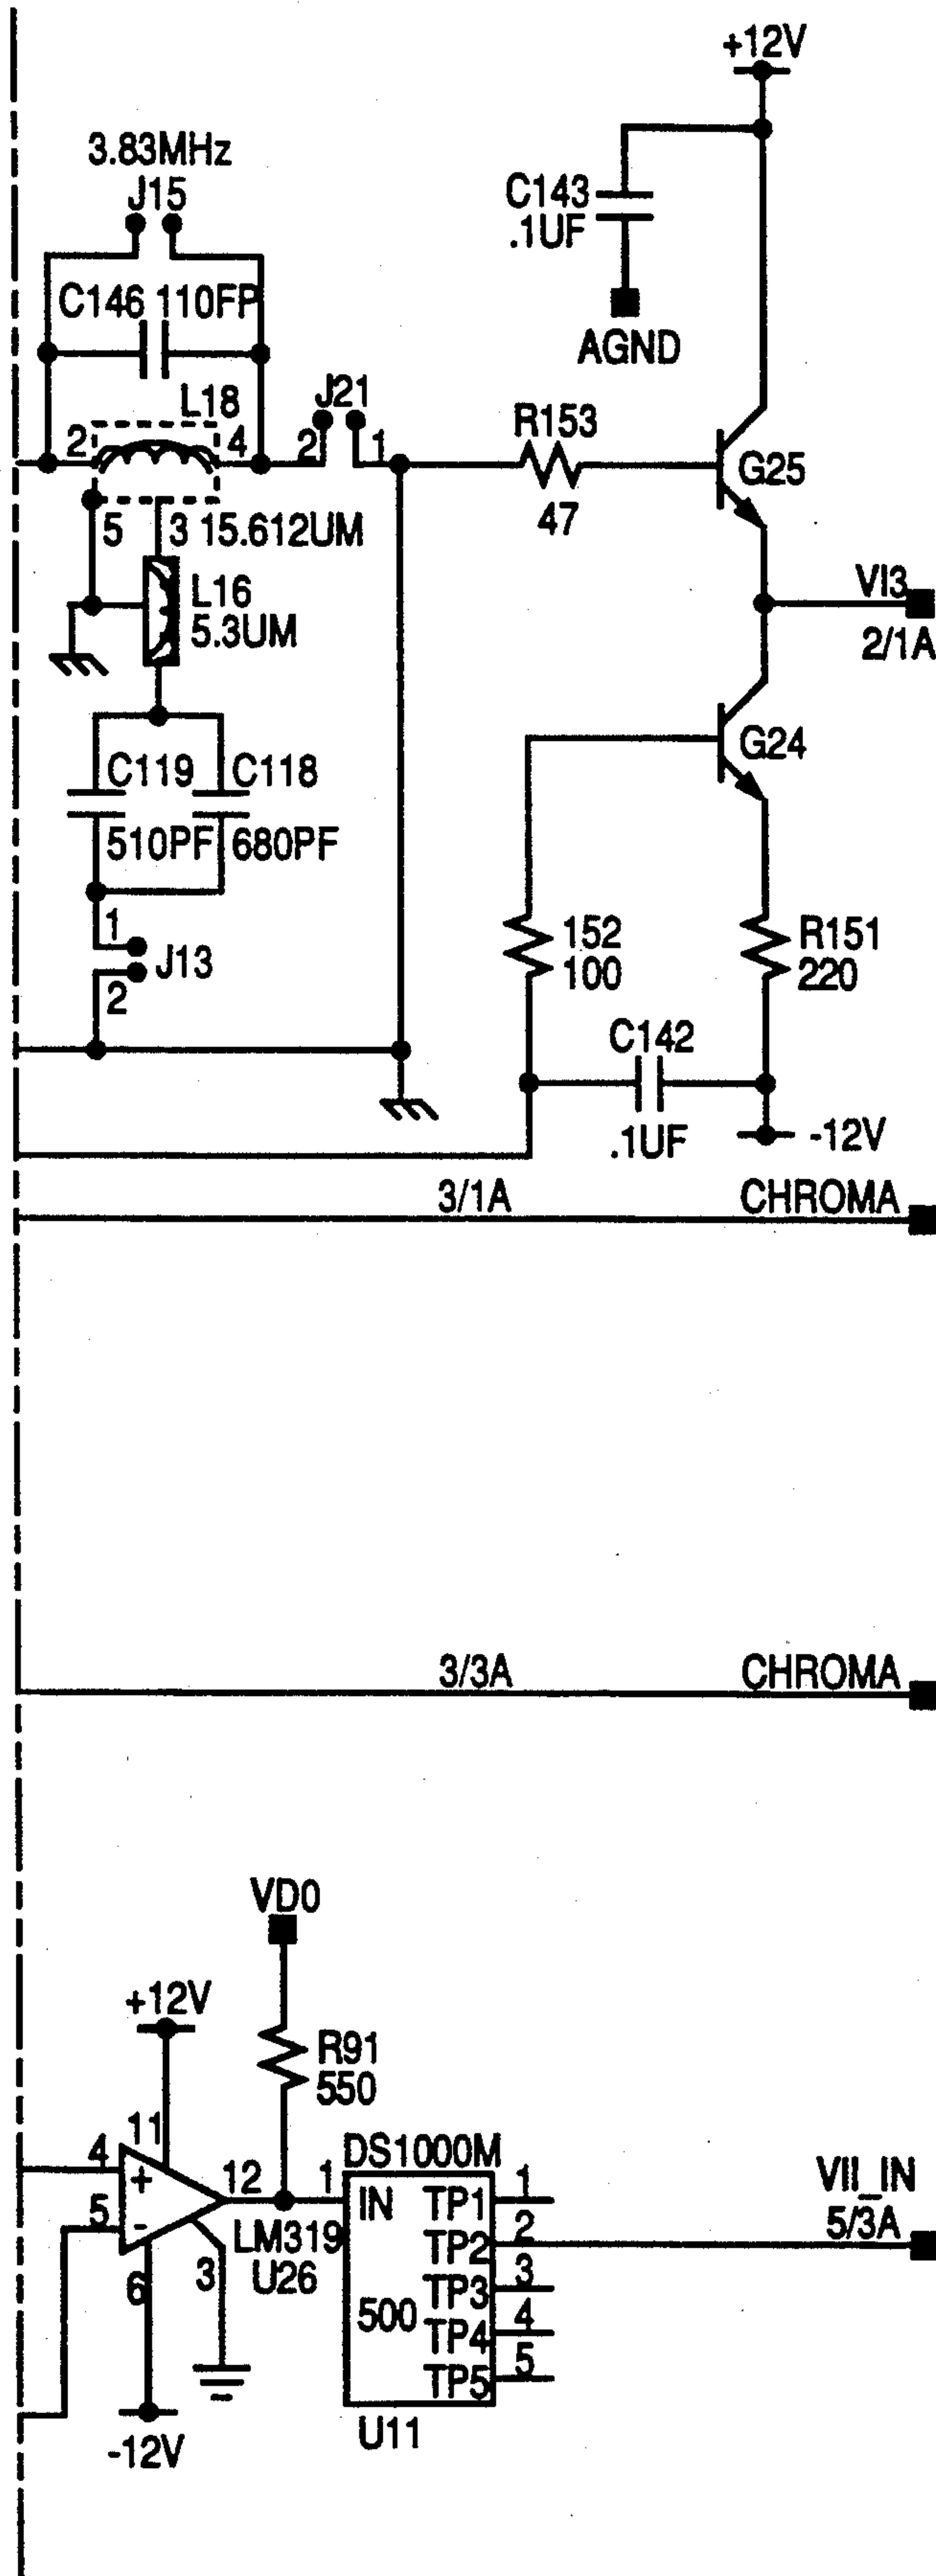 +12V
3.83MHz
J15
C143
.1UF
C146 110FP
AGND
L18
J21
2
4
2
1
R153
47
G25
5
3 15.612UM
L16
5.3UM
VI3
2/1A
G24
C119
C118
510PF
680PF
1
J13
2
152
100
R151
220
C142
.1UF
-12V
3/1A
CHROMA
3/3A
CHROMA
VD0
+12V
R91
550
11
DS1000M
4
+
12
1
IN
TP1
1
VII_IN
5
-
LM319
TP2
2
5/3A
U26
6
3
TP3
3
500
TP4
4
TP5
5
-12V
U11